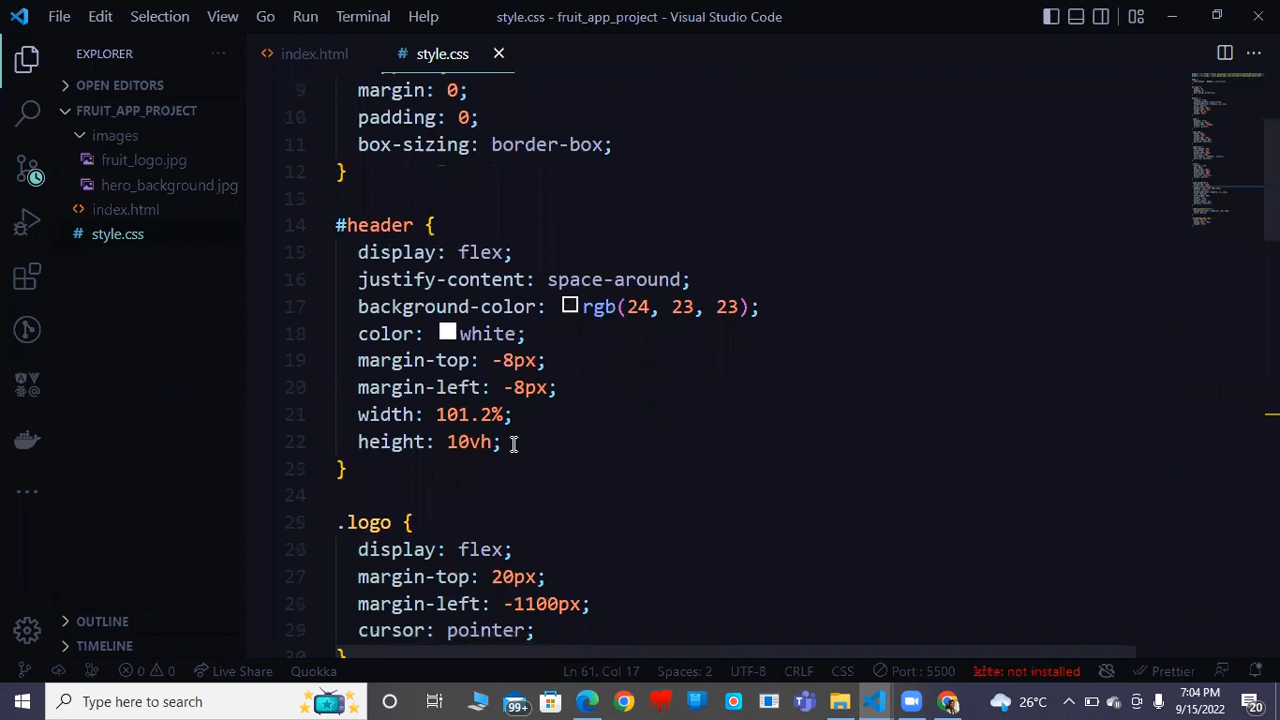 File Edit Selection View Go Run Terminal Help style.css - fruit_app_project - Visual Studio Code
EXPLORER
index.html
# style.css
OPEN EDITORS
FRUIT_APP_PROJECT
images
fruit_logo.jpg
hero_background.jpg
index.html
# style.css
OUTLINE
TIMELINE
9 margin: 0;
10 padding: 0;
11 box-sizing: border-box;
12 }
13
14 #header {
15 display: flex;
16 justify-content: space-around;
17 background-color: rgb(24, 23, 23);
18 color: white;
19 margin-top: -8px;
20 margin-left: -8px;
21 width: 101.2%;
22 height: 10vh;
23 }
24
25 .logo {
26 display: flex;
27 margin-top: 20px;
28 margin-left: -1100px;
29 cursor: pointer;
30 }
0 0 Live Share Quokka Ln 61, Col 17 Spaces: 2 UTF-8 CRLF CSS Port : 5500 kite: not installed Prettier
Type here to search 99+ 26°C 7:04 PM
9/15/2022 20